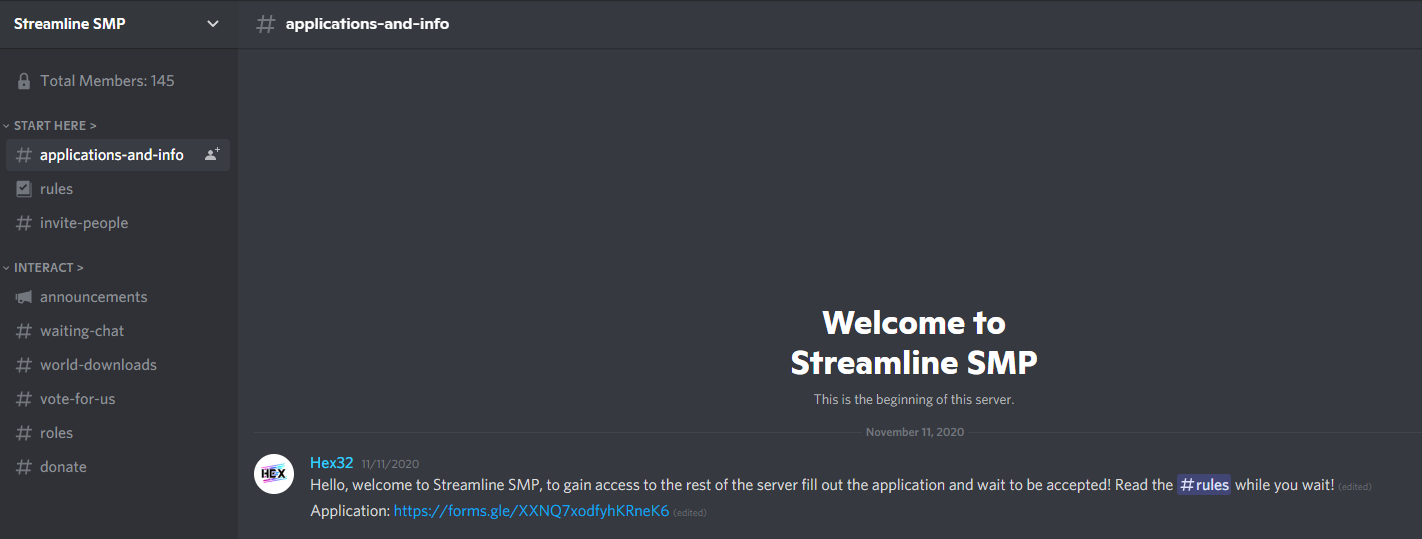 Streamline SMP
Total Members: 145
START HERE >
applications-and-info
rules
invite-people
INTERACT >
announcements
waiting-chat
world-downloads
vote-for-us
roles
donate
# applications-and-info
Welcome to
Streamline SMP
This is the beginning of this server.
November 11, 2020
HEX
Hex32 11/11/2020
Hello, welcome to Streamline SMP, to gain access to the rest of the server fill out the application and wait to be accepted! Read the #rules while you wait! (edited)
Application: https://forms.gle/XXNQ7xodfyhKRneK6 (edited)